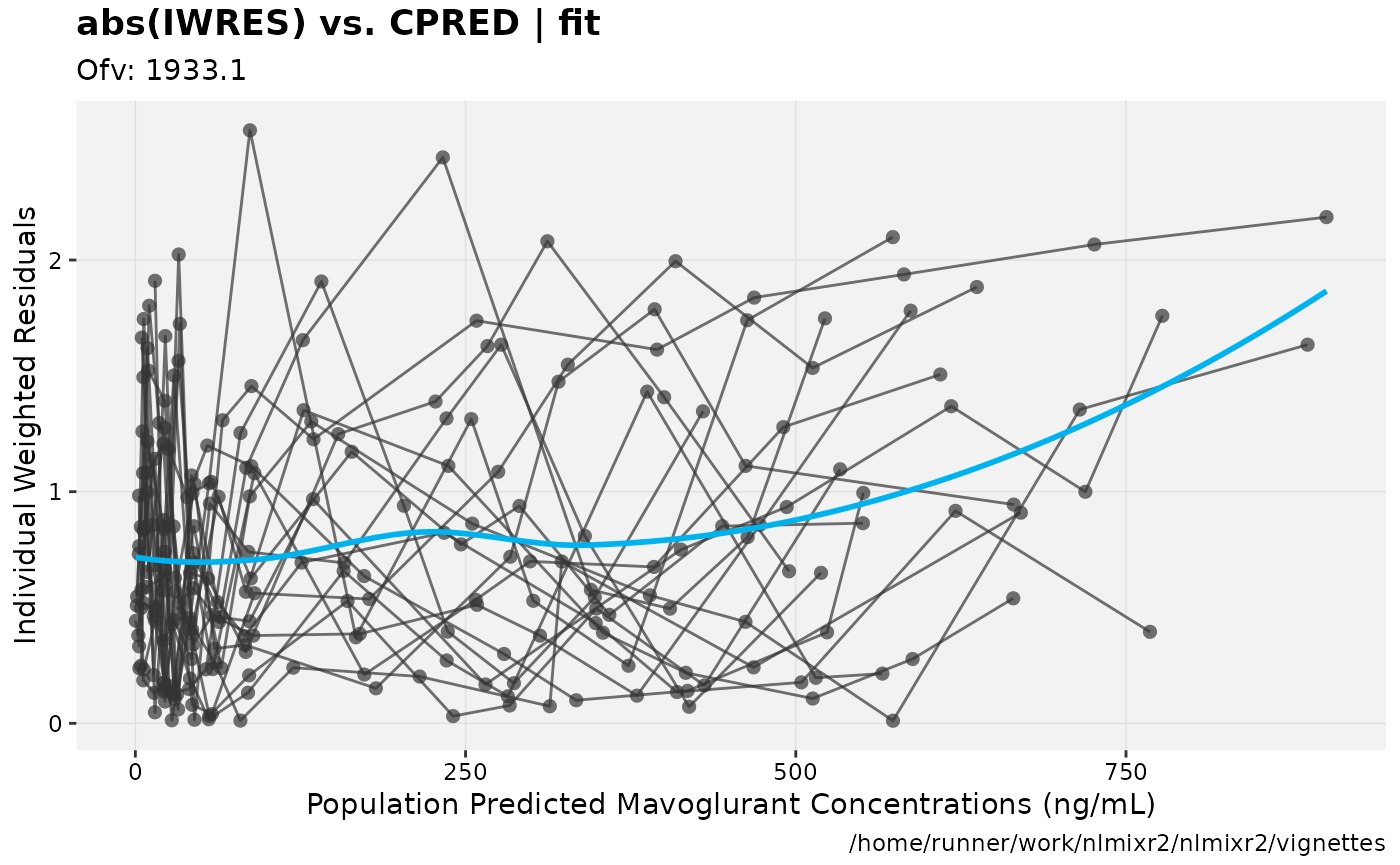 abs(IWRES) vs. CPRED | fit
Ofv: 1933.1
Individual Weighted Residuals
2
1
0
0
250
500
750
Population Predicted Mavoglurant Concentrations (ng/mL)
/home/runner/work/nlmixr2/nlmixr2/vignettes